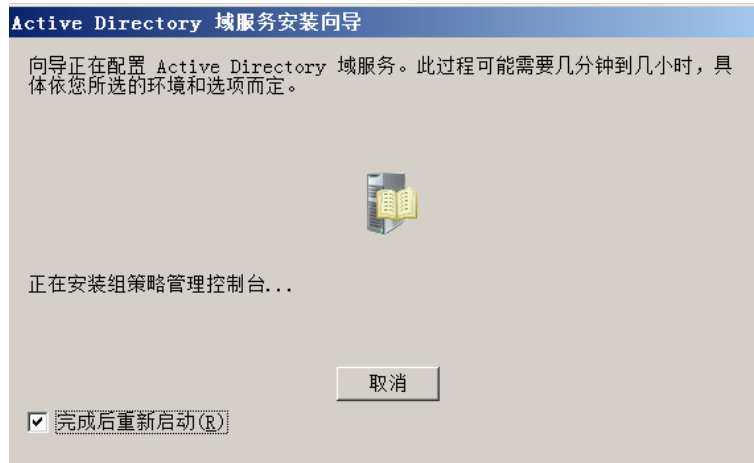 Active Directory 域服务安装向导
向导正在配置 Active Directory 域服务。此过程可能需要几分钟到几小时，具
体依您所选的环境和选项而定。
正在安装组策略管理控制台...
取消
完成后重新启动(R)